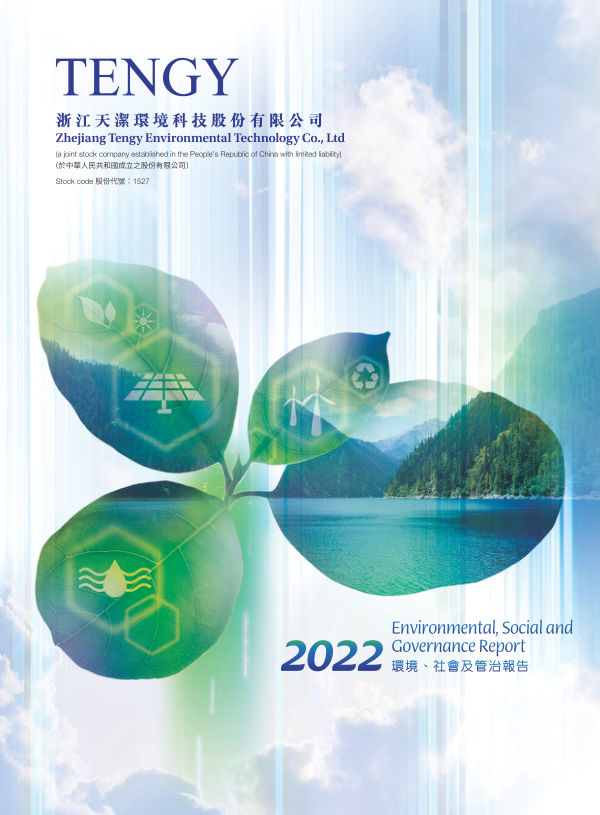 TENGY
浙江天潔環境科技股份有限公司
Zhejiang Tengy Environmental Technology Co., Ltd
(a joint stock company established in the People's Republic of China with limited liability)
(於中華人民共和國成立之股份有限公司)
Stock code 股份代號：1527
Environmental, Social and
2022 Governance Report
環境、社會及管治報告